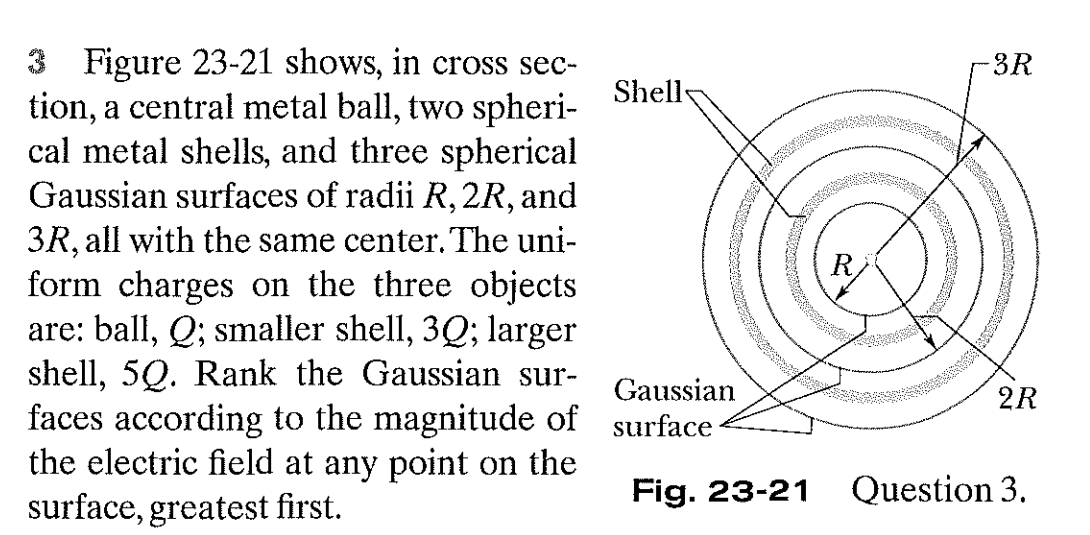 3 Figure 23-21 shows, in cross sec-
tion, a central metal ball, two spheri-
cal metal shells, and three spherical
Gaussian surfaces of radii R, 2R, and
3R, all with the same center. The uni-
form charges on the three objects
are: ball, Q; smaller shell, 3Q; larger
shell, 5Q. Rank the Gaussian sur-
faces according to the magnitude of
the electric field at any point on the
surface, greatest first.
3R
Shell
R
Gaussian
surface
2R
Fig. 23-21 Question 3.